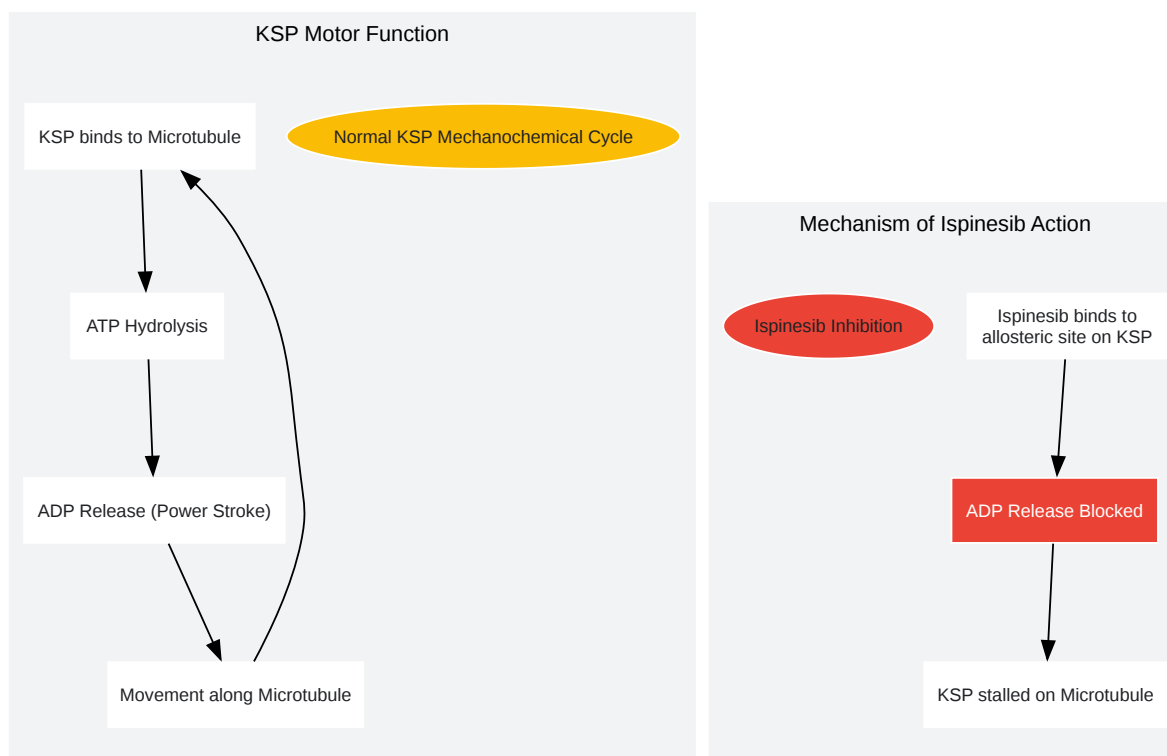 KSP Motor Function
KSP binds to Microtubule
Normal KSP Mechanochemical Cycle
ATP Hydrolysis
ADP Release (Power Stroke)
Movement along Microtubule
Mechanism of Ispinesib Action
Ispinesib Inhibition
Ispinesib binds to
allosteric site on KSP
ADP Release Blocked
KSP stalled on Microtubule